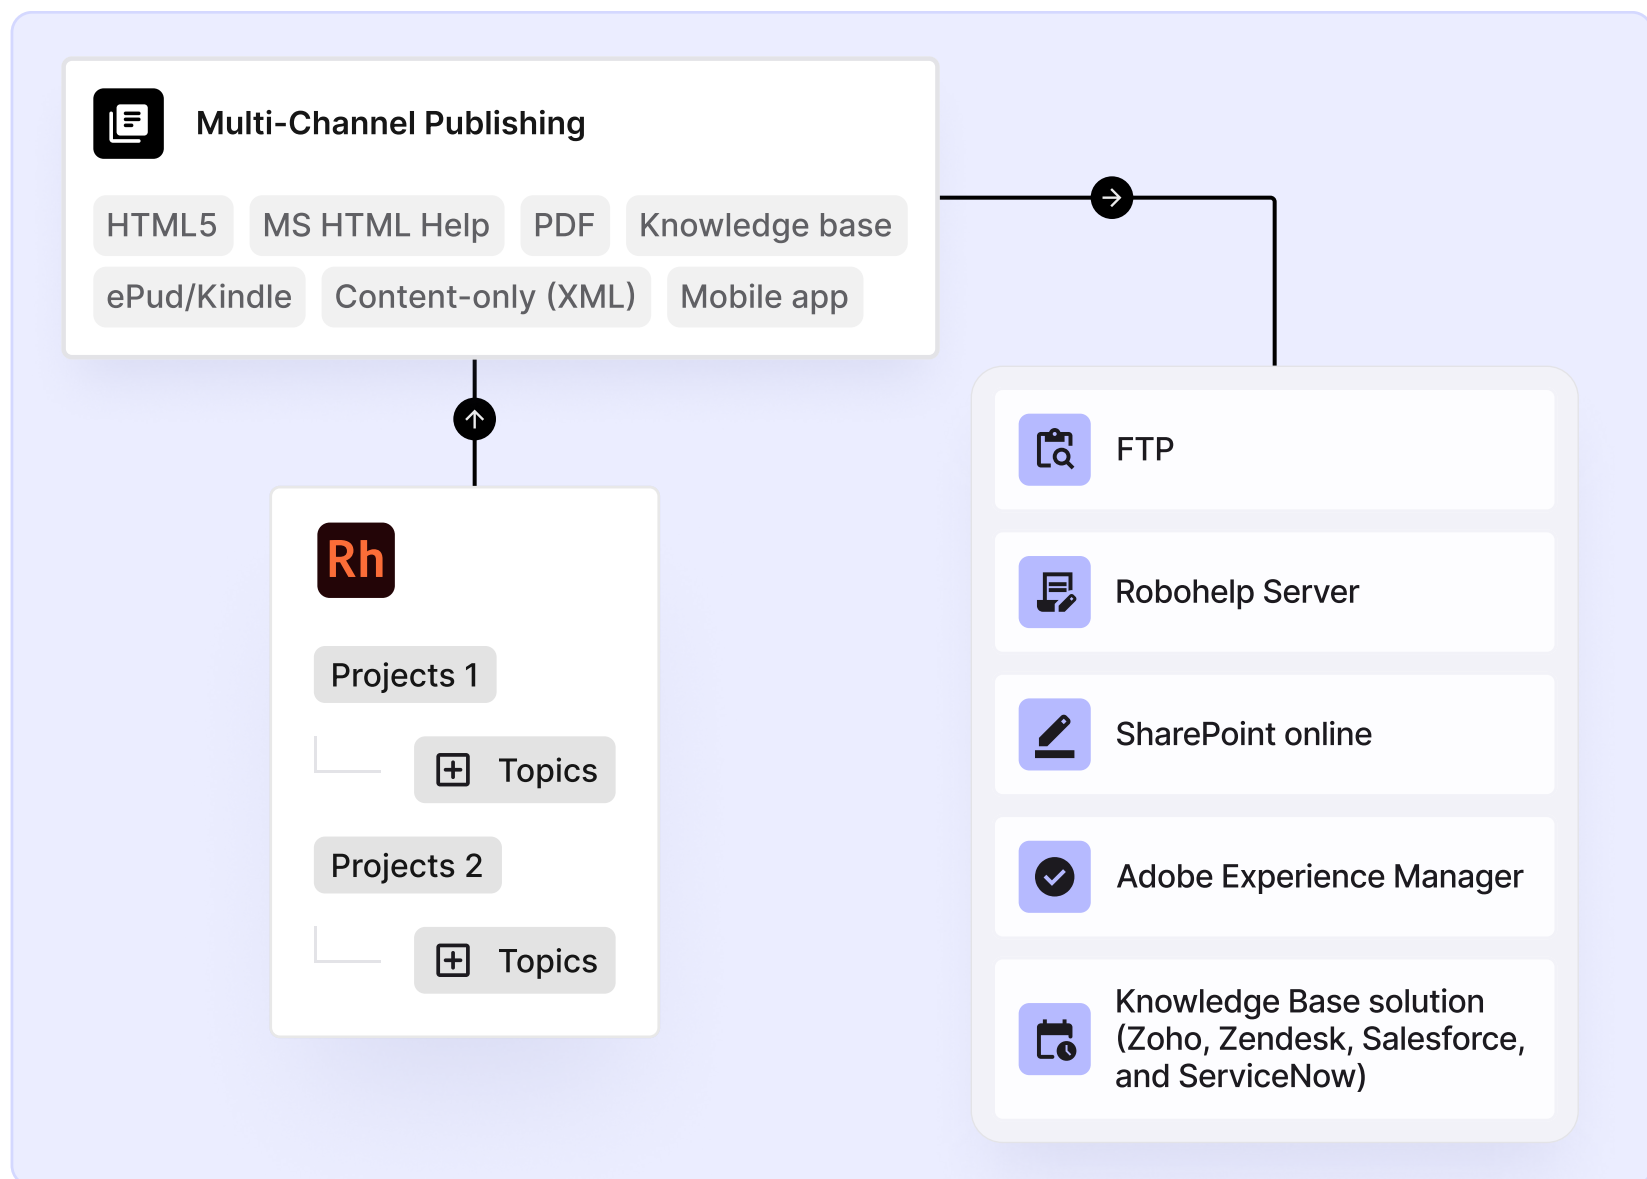 Multi-Channel Publishing
HTML5 MS HTML Help PDF Knowledge base
ePud/Kindle Content-only (XML) Mobile app
Rh
Projects 1
Topics
Projects 2
Topics
FTP
Robohelp Server
SharePoint online
Adobe Experience Manager
Knowledge Base solution
(Zoho, Zendesk, Salesforce,
and ServiceNow)